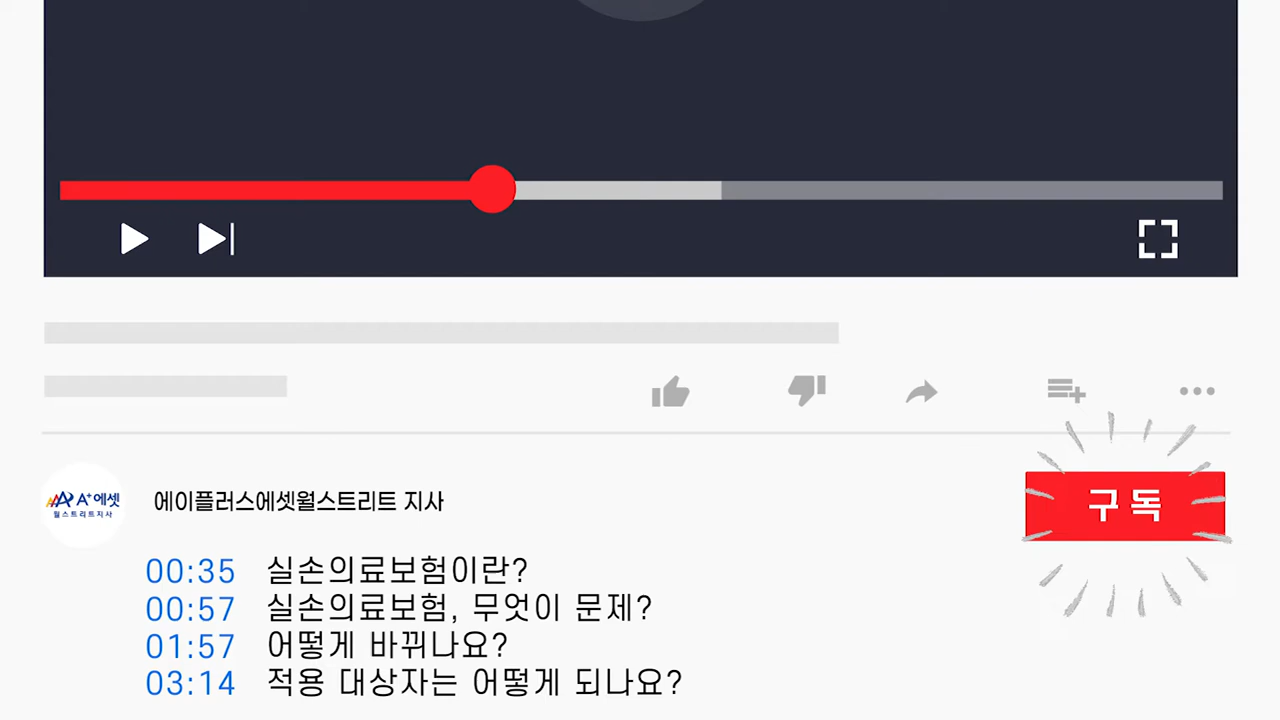 A+에셋
월스트리트지사
에이플러스에셋월스트리트 지사
구독
00:35 실손의료보험이란?
00:57 실손의료보험, 무엇이 문제?
01:57 어떻게 바뀌나요?
03:14 적용 대상자는 어떻게 되나요?